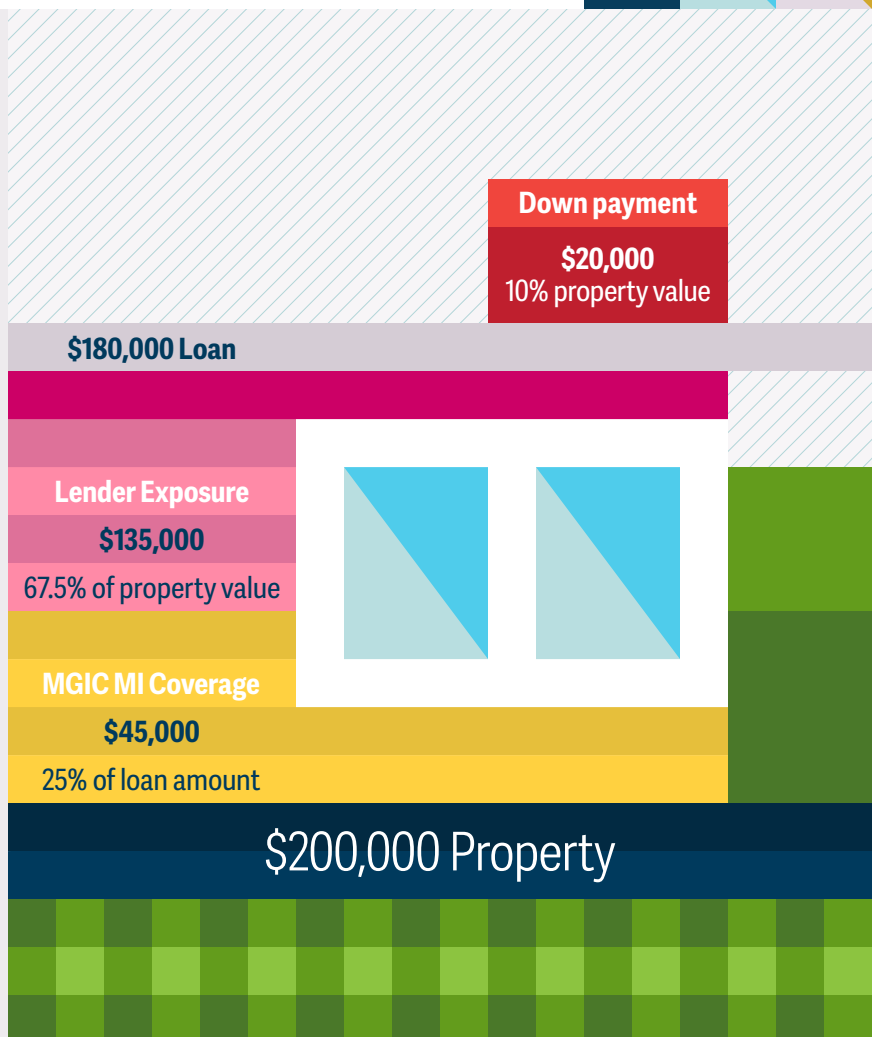 Down payment
$20,000
10% property value
$180,000 Loan
Lender Exposure
$135,000
67.5% of property value
MGIC MI Coverage
$45,000
25% of loan amount
$200,000 Property